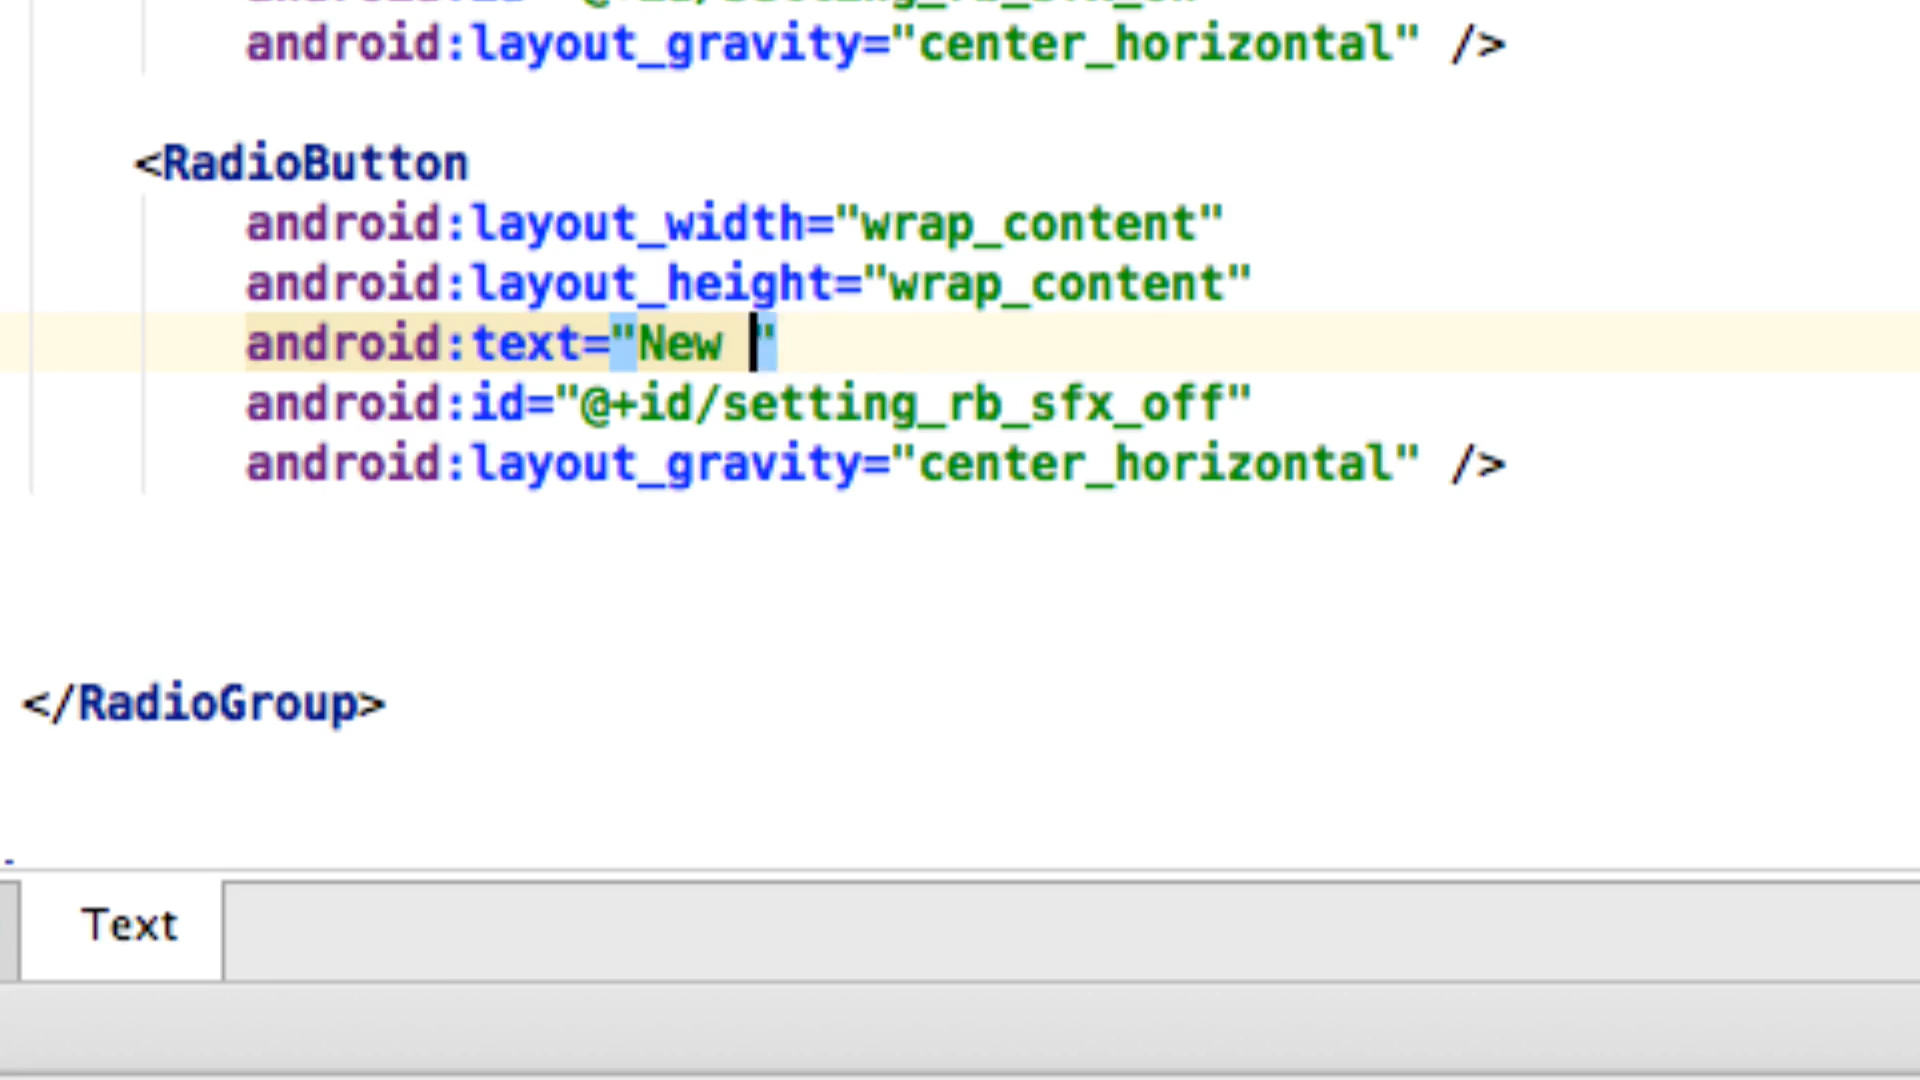 android:layout_gravity="center_horizontal" />
<RadioButton
android:layout_width="wrap_content"
android:layout_height="wrap_content"
android:text="New "
android:id="@+id/setting_rb_sfx_off"
android:layout_gravity="center_horizontal" />
</RadioGroup>
Text